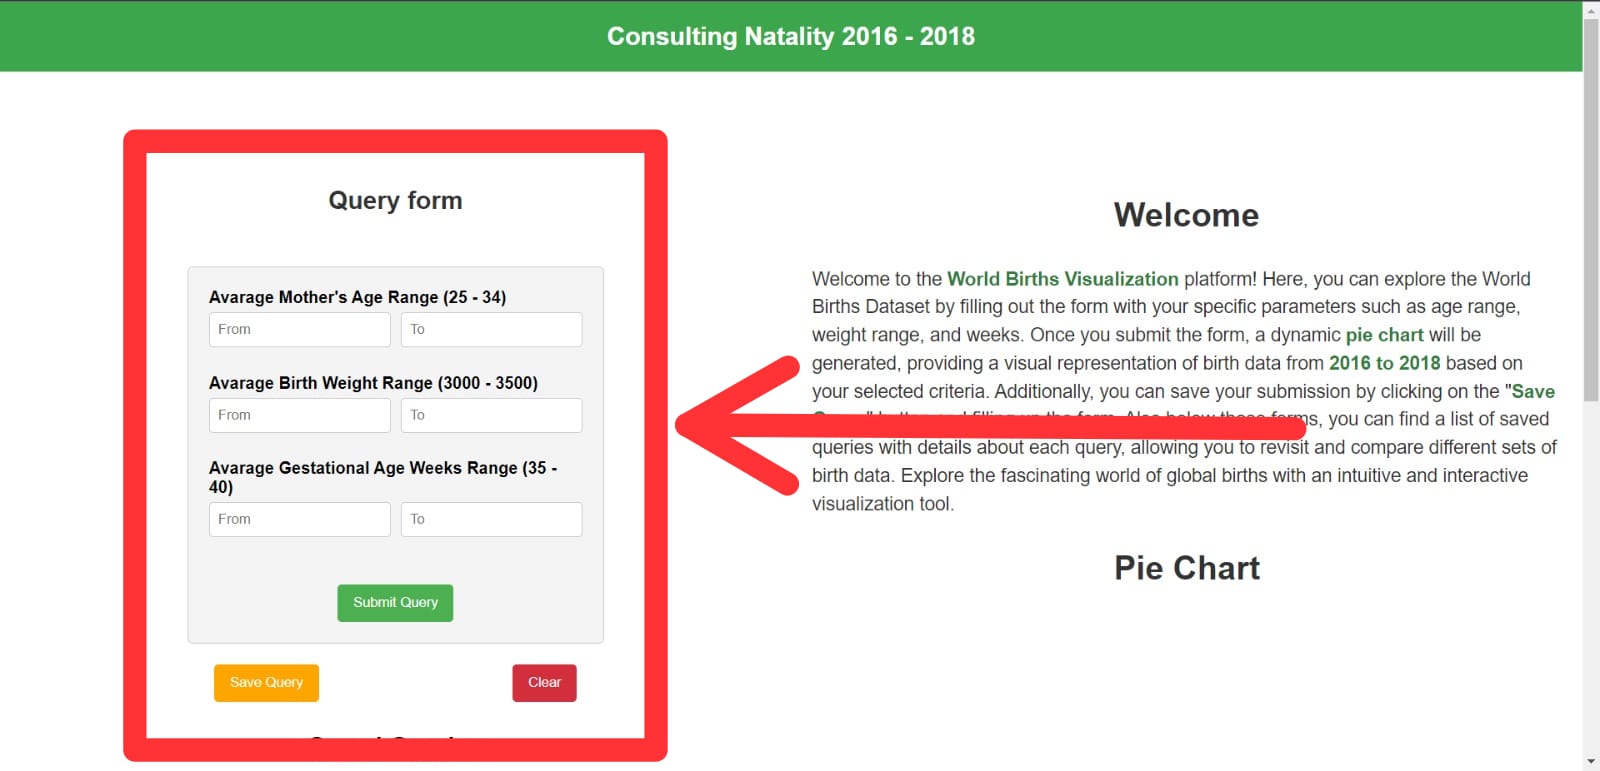 Consulting Natality 2016 - 2018
Query form
Avarage Mother's Age Range (25 - 34)
From To
Avarage Birth Weight Range (3000 - 3500)
From To
Avarage Gestational Age Weeks Range (35 -
40)
From To
Submit Query
Save Query Clear
Welcome
Welcome to the World Births Visualization platform! Here, you can explore the World
Births Dataset by filling out the form with your specific parameters such as age range,
weight range, and weeks. Once you submit the form, a dynamic pie chart will be
generated, providing a visual representation of birth data from 2016 to 2018 based on
your selected criteria. Additionally, you can save your submission by clicking on the "Save
you can find a list of saved
queries with details about each query, allowing you to revisit and compare different sets of
birth data. Explore the fascinating world of global births with an intuitive and interactive
visualization tool.
Pie Chart